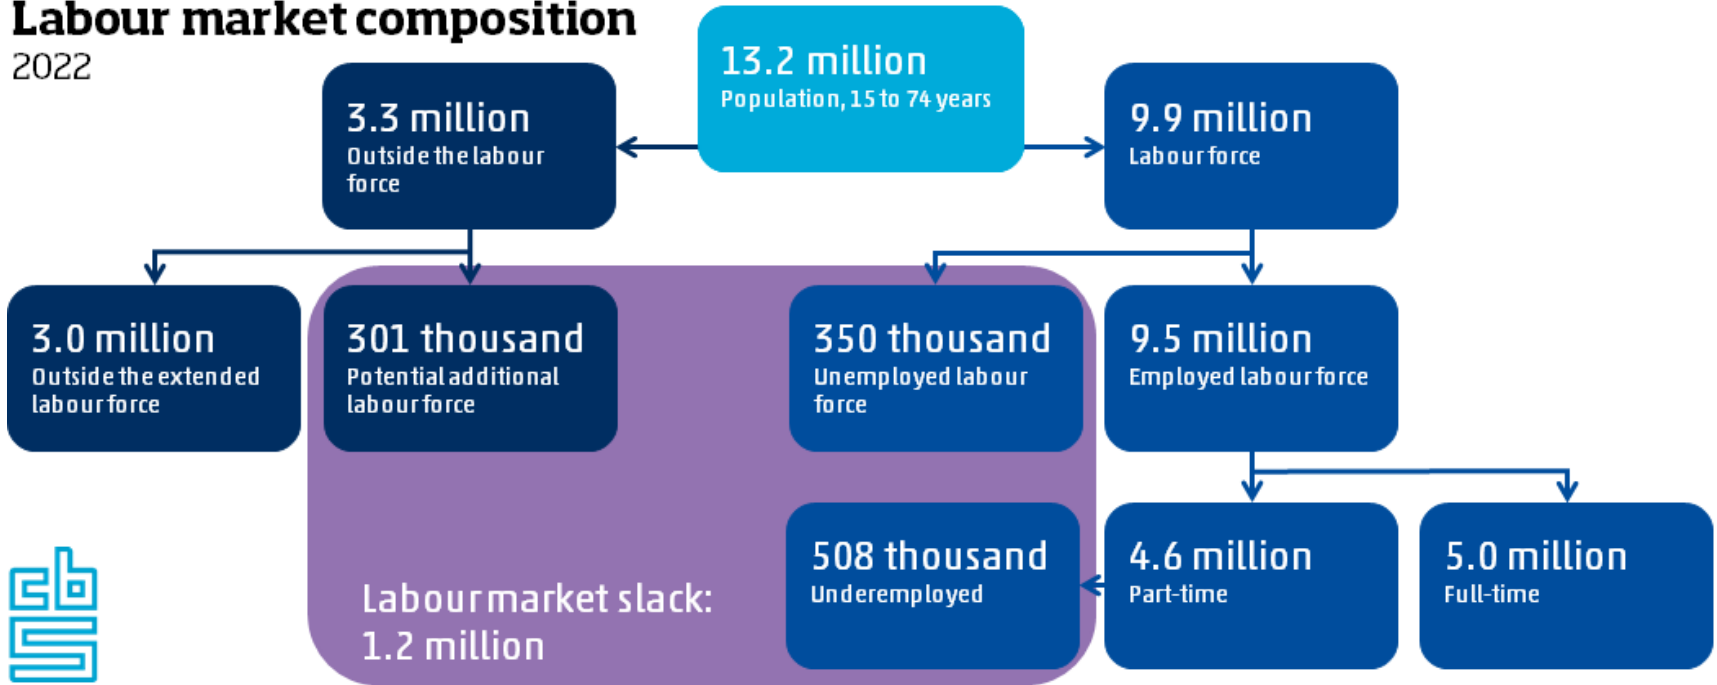 Labour market composition
2022
13.2 million
Population, 15 to 74 years
3.3 million
Outside the labour
force
9.9 million
Labour force
3.0 million
Outside the extended
labour force
301 thousand
Potential additional
labour force
350 thousand
Unemployed labour
force
9.5 million
Employed labour force
508 thousand
Underemployed
4.6 million
Part-time
5.0 million
Full-time
Labour market slack:
1.2 million
cbs